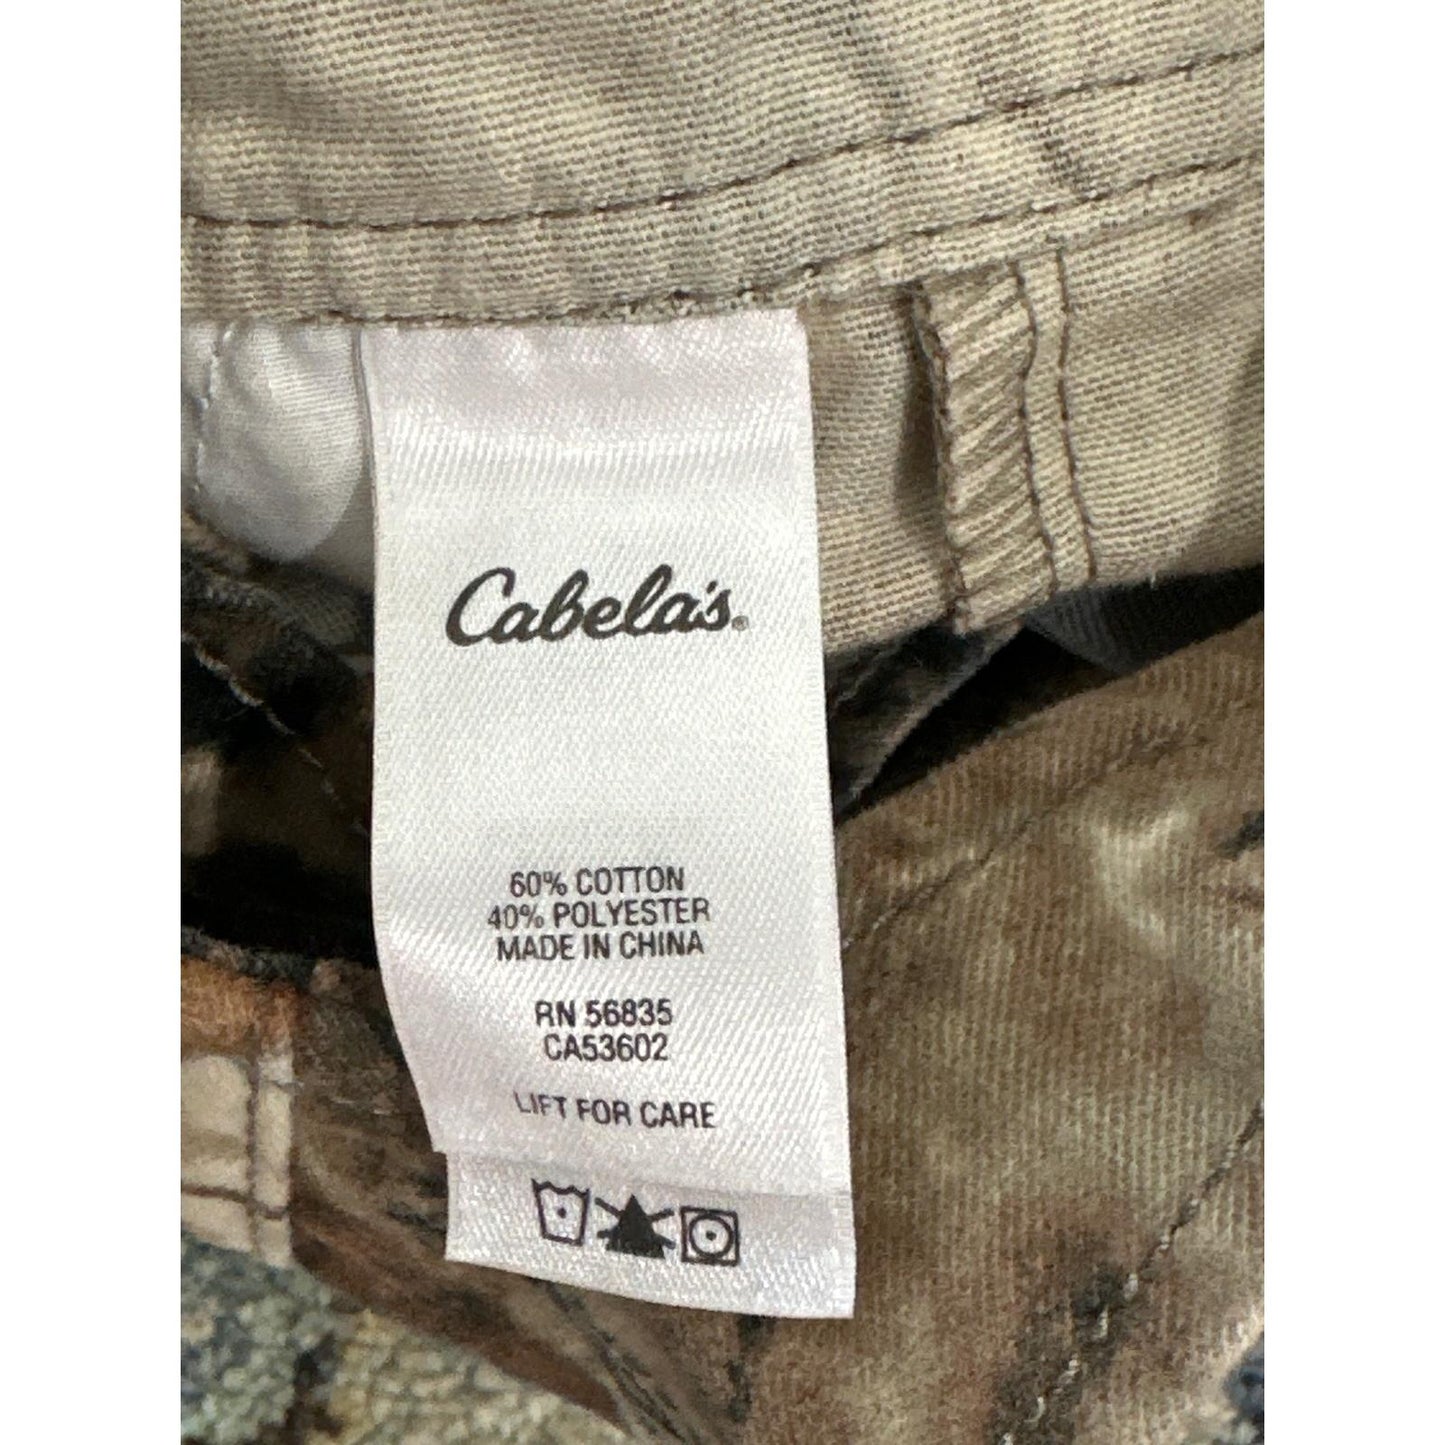 Cabela's®
60% COTTON
40% POLYESTER
MADE IN CHINA
RN 56835
CA53602
LIFT FOR CARE